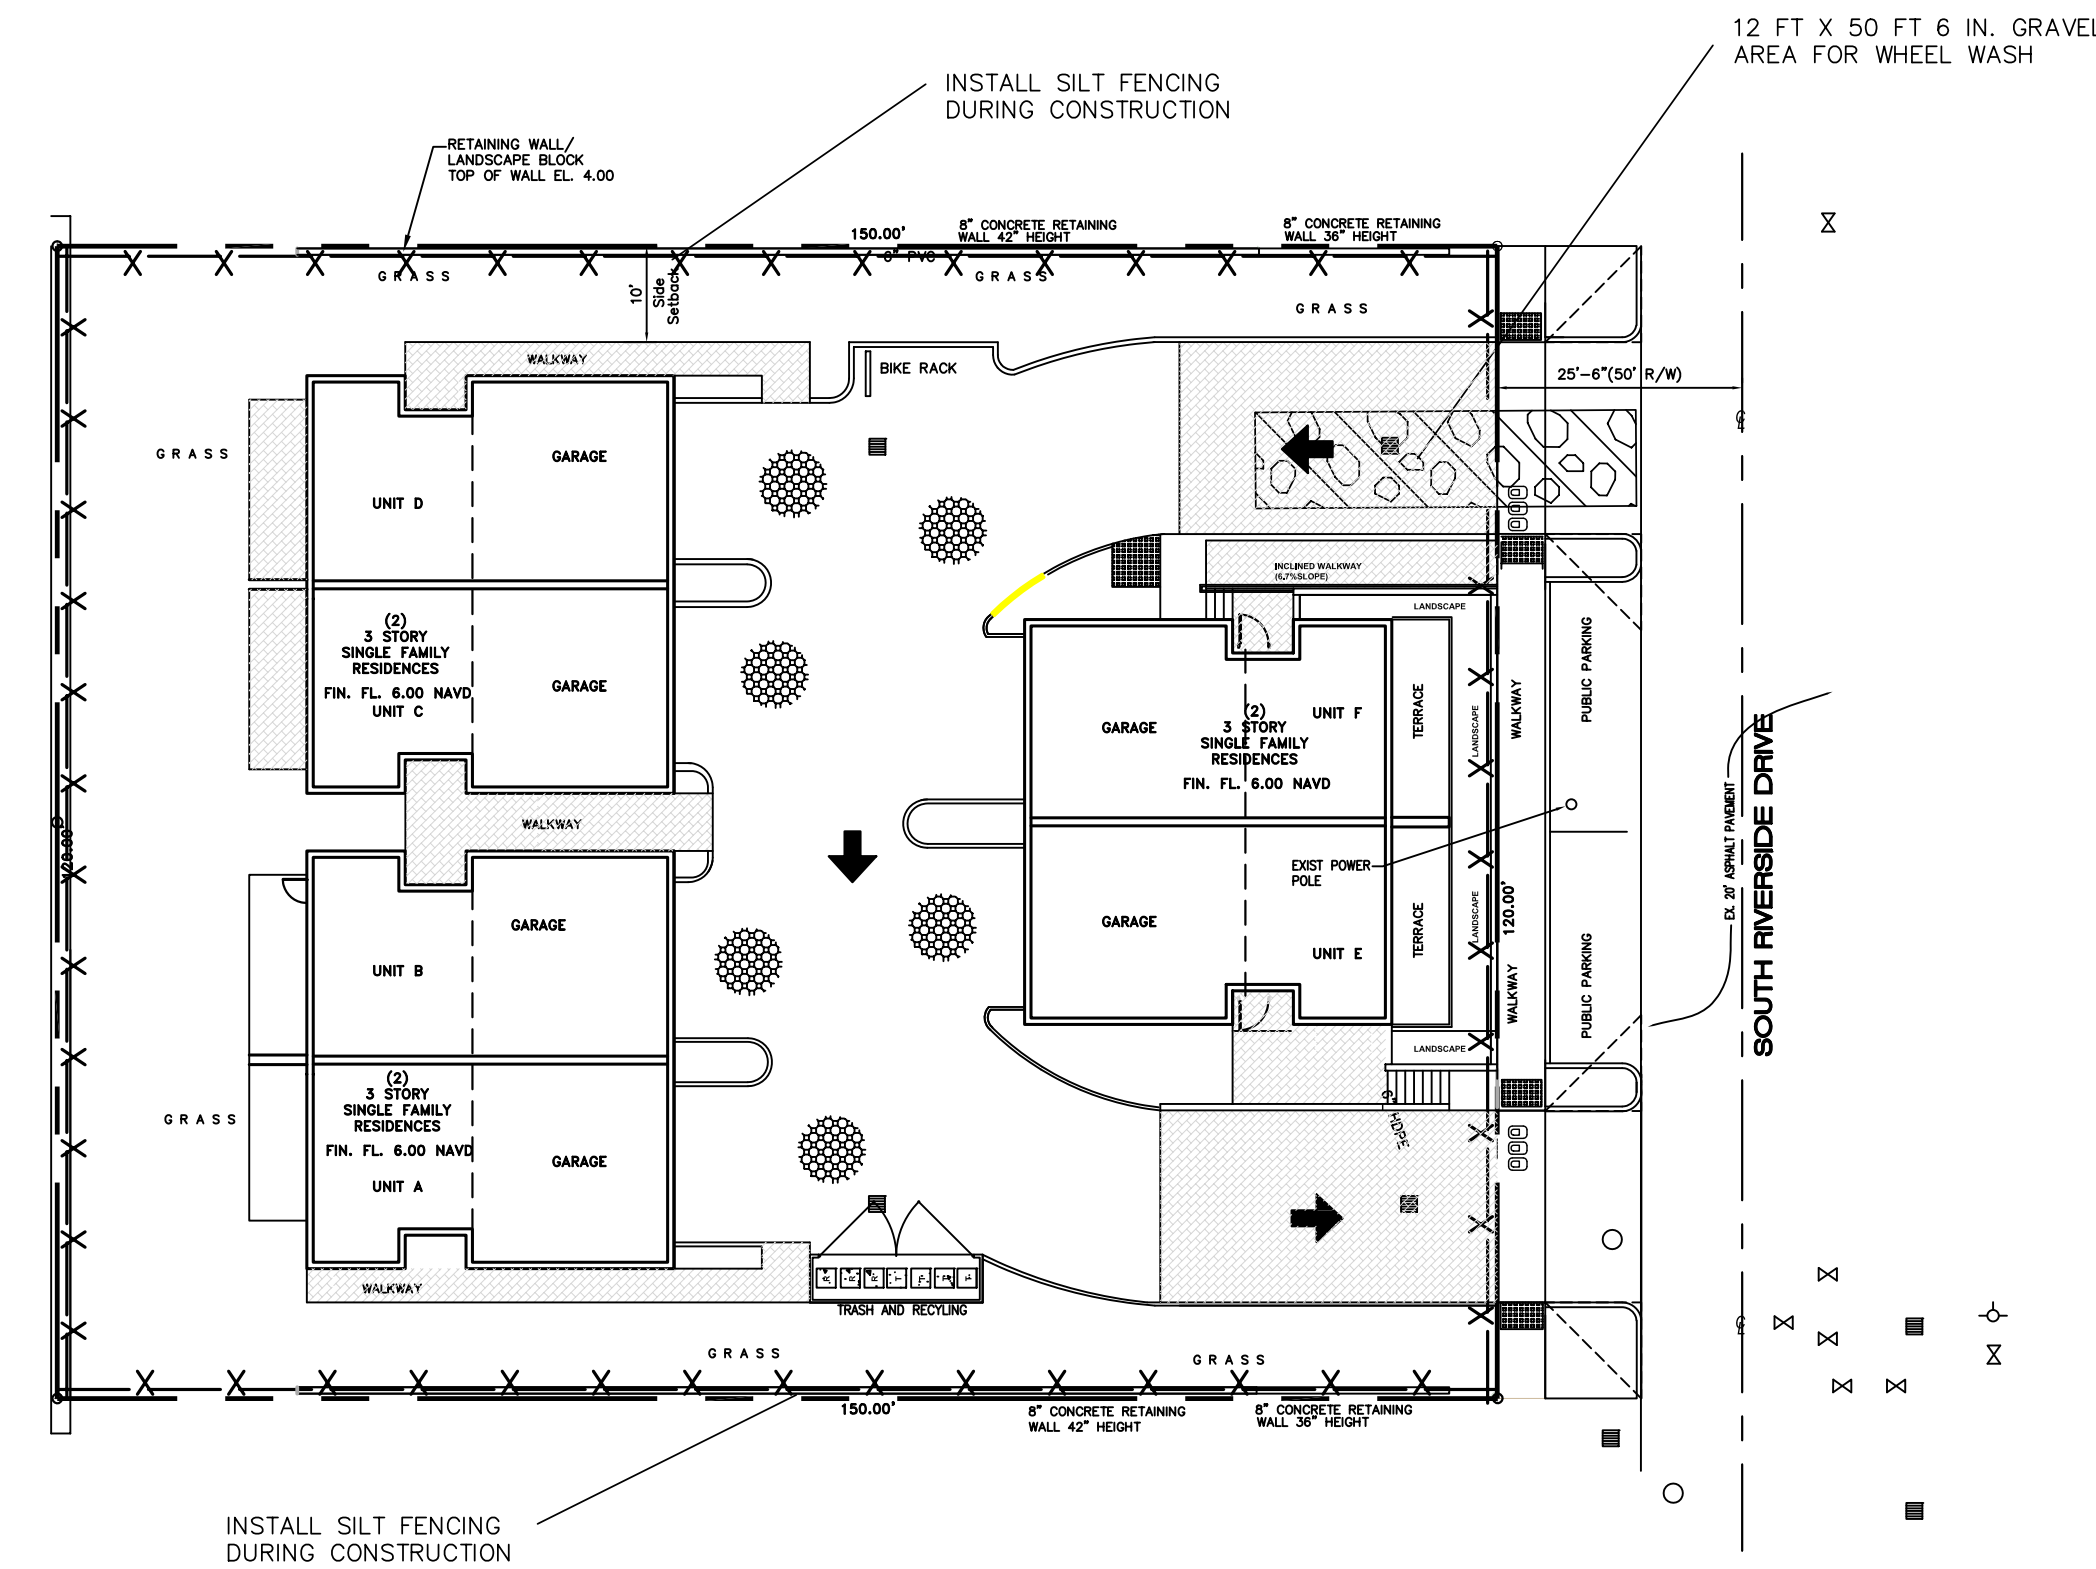 12 FT X 50 FT 6 IN. GRAVEL
AREA FOR WHEEL WASH
INSTALL SILT FENCING
DURING CONSTRUCTION
RETAINING WALL/
LANDSCAPE BLOCK
TOP OF WALL EL. 4.00
150.00'
8" CONCRETE RETAINING
WALL 42" HEIGHT
8" CONCRETE RETAINING
WALL 36" HEIGHT
6" PVC
GRASS
GRASS
GRASS
10'
Side
Setback
WALKWAY
BIKE RACK
25'-6"(50' R/W)
GRASS
GARAGE
UNIT D
INCLINED WALKWAY
(6.7%SLOPE)
LANDSCAPE
(2)
3 STORY
SINGLE FAMILY
RESIDENCES
FIN. FL. 6.00 NAVD
UNIT C
GARAGE
GARAGE
(2)
3 STORY
SINGLE FAMILY
RESIDENCES
FIN. FL. 6.00 NAVD
UNIT F
TERRACE
LANDSCAPE
WALKWAY
PUBLIC PARKING
SOUTH RIVERSIDE DRIVE
EX. 20' ASPHALT PAVEMENT
WALKWAY
120.00'
EXIST POWER
POLE
GARAGE
UNIT B
GARAGE
UNIT E
TERRACE
LANDSCAPE
120.00'
WALKWAY
PUBLIC PARKING
LANDSCAPE
6" HDPE
GRASS
(2)
3 STORY
SINGLE FAMILY
RESIDENCES
FIN. FL. 6.00 NAVD
UNIT A
GARAGE
WALKWAY
R R R T T T T
TRASH AND RECYLING
GRASS
GRASS
150.00'
8" CONCRETE RETAINING
WALL 42" HEIGHT
8" CONCRETE RETAINING
WALL 36" HEIGHT
INSTALL SILT FENCING
DURING CONSTRUCTION